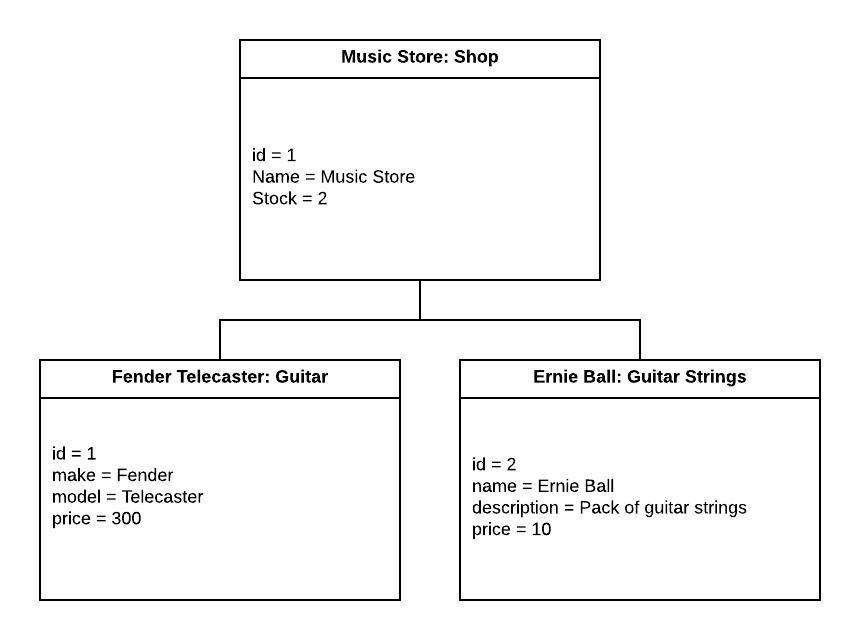 Music Store: Shop
id = 1
Name = Music Store
Stock = 2
Fender Telecaster: Guitar
id = 1
make = Fender
model = Telecaster
price = 300
Ernie Ball: Guitar Strings
id = 2
name = Ernie Ball
description = Pack of guitar strings
price = 10